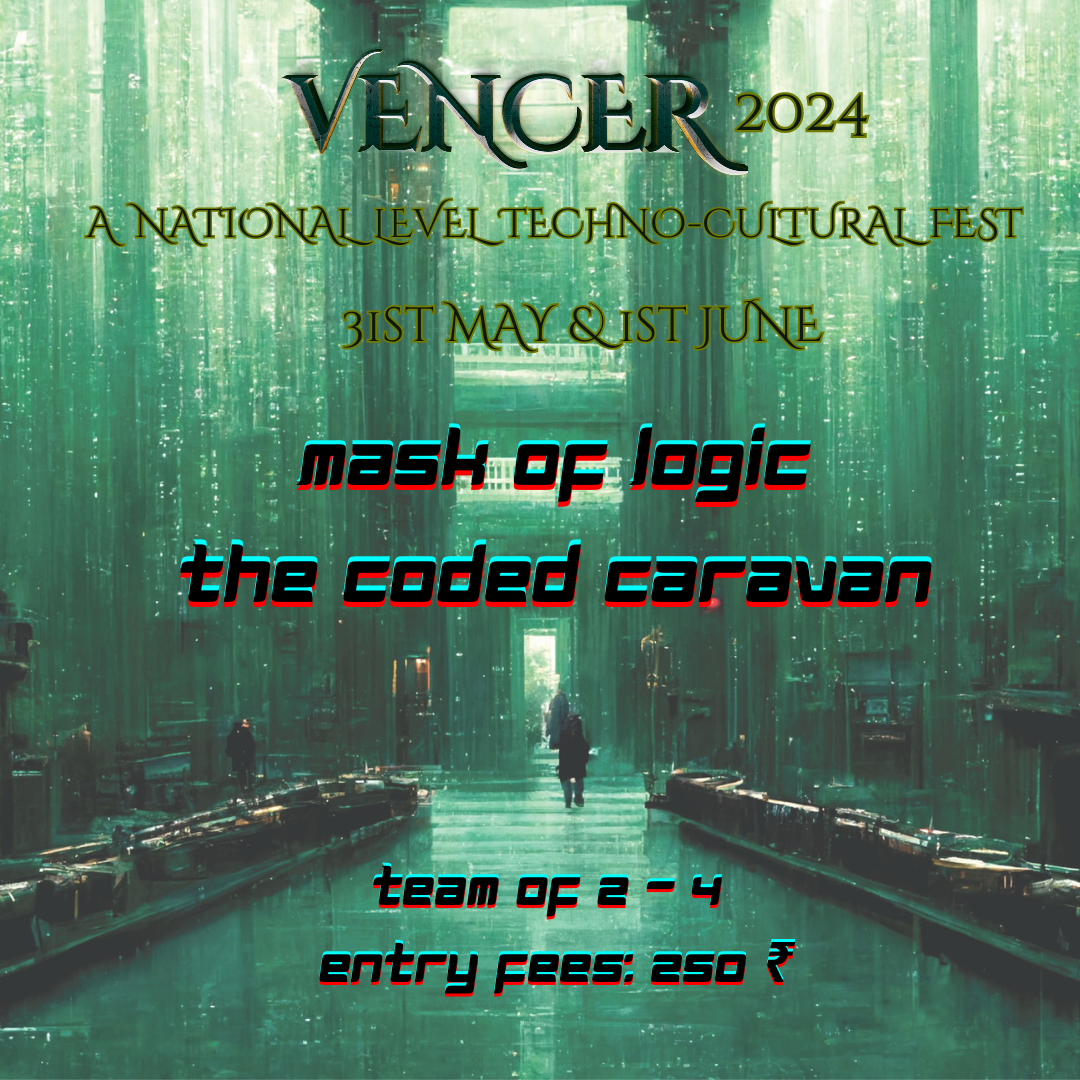 VENCER 2024
A NATIONAL LEVEL TECHNO-CULTURAL FEST
31ST MAY & 1ST JUNE
mask of logic
the coded caravan
team of 2 - 4
entry fees: 250 ₹